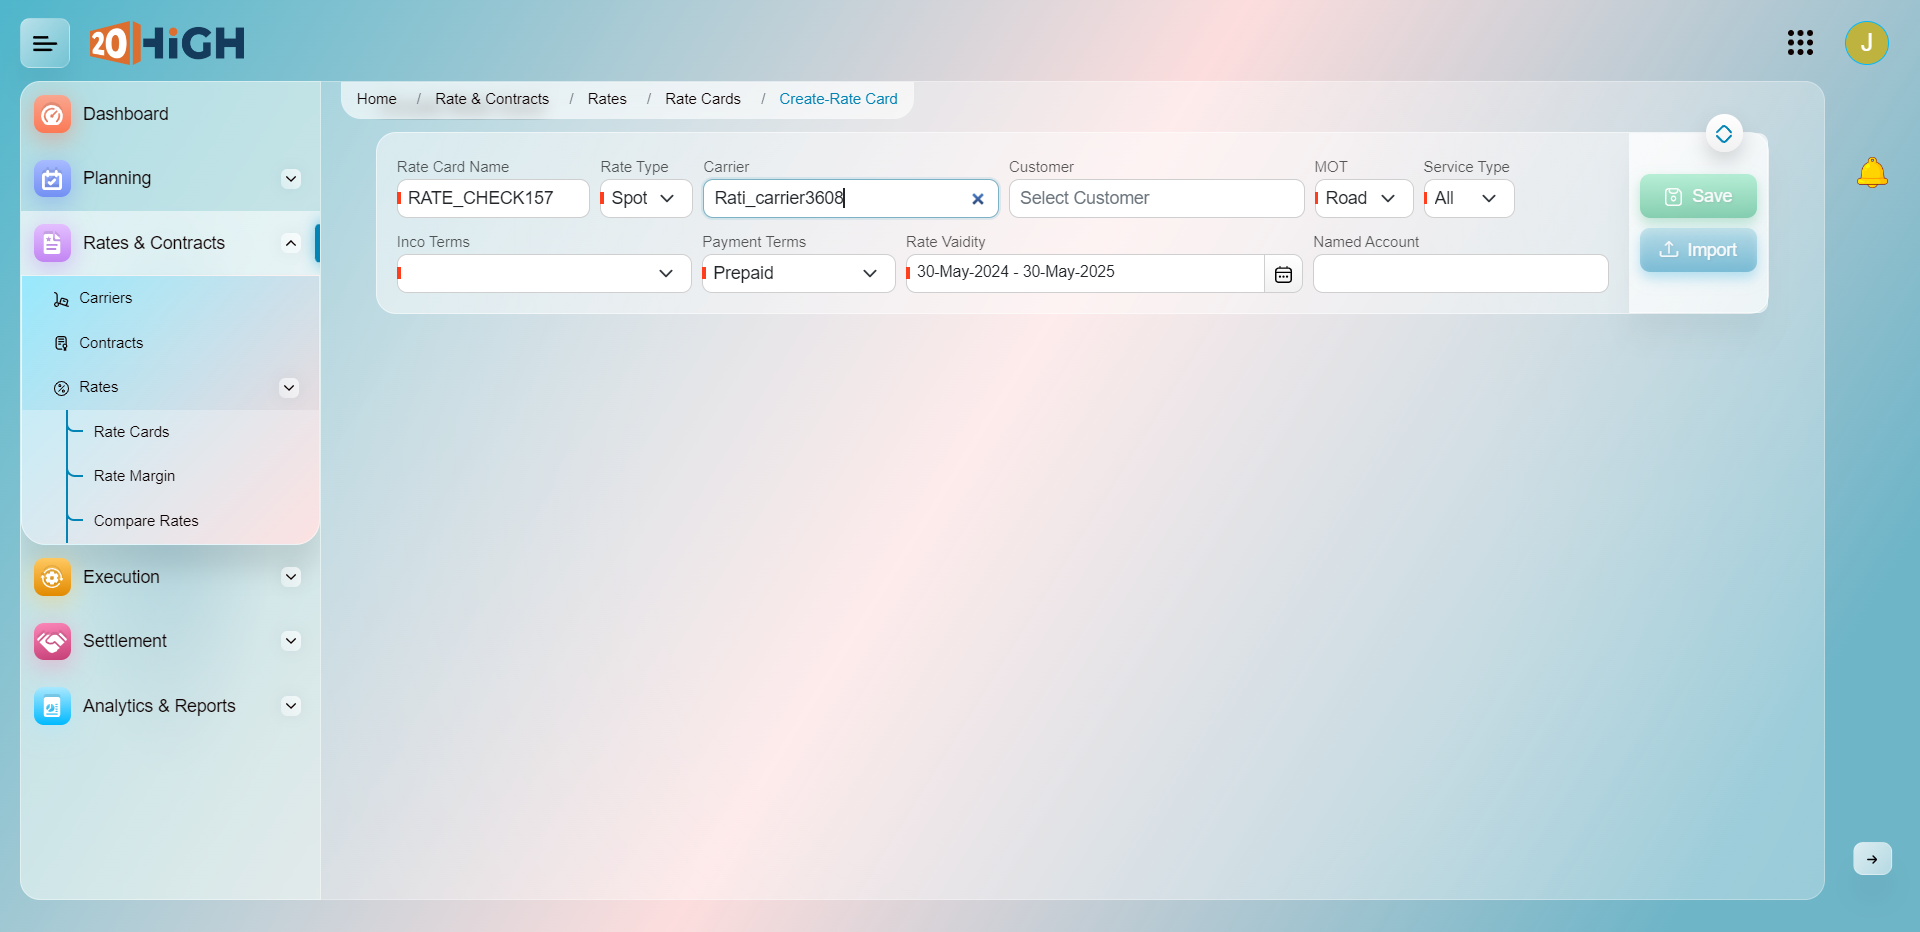 20HiGH
J
Home / Rate & Contracts / Rates / Rate Cards / Create-Rate Card
Dashboard
Planning
Rates & Contracts
Carriers
Contracts
Rates
Rate Cards
Rate Margin
Compare Rates
Execution
Settlement
Analytics & Reports
Rate Card Name Rate Type Carrier Customer MOT Service Type
RATE_CHECK157 Spot Rati_carrier3608 Select Customer Road All
Inco Terms Payment Terms Rate Vaidity Named Account
Prepaid 30-May-2024 - 30-May-2025
Save
Import